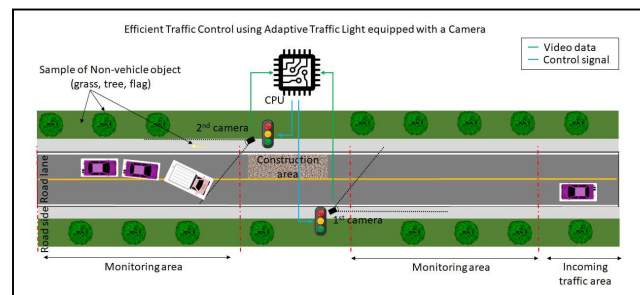 Efficient Traffic Control using Adaptive Traffic Light equipped with a Camera
Video data
Control signal
Sample of Non-vehicle object
(grass, tree, flag)
CPU
2nd camera
Construction
area
Road lane
Road side
1st camera
Monitoring area
Monitoring area
Incoming
traffic area